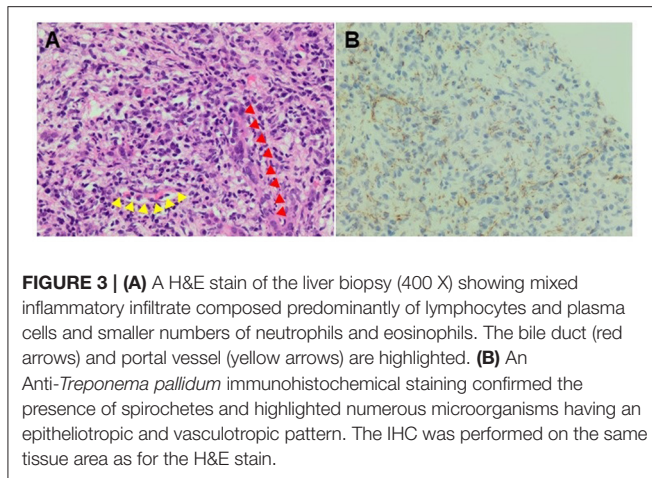 A
B
FIGURE 3 | (A) A H&E stain of the liver biopsy (400 X) showing mixed
inflammatory infiltrate composed predominantly of lymphocytes and plasma
cells and smaller numbers of neutrophils and eosinophils. The bile duct (red
arrows) and portal vessel (yellow arrows) are highlighted. (B) An
Anti-Treponema pallidum immunohistochemical staining confirmed the
presence of spirochetes and highlighted numerous microorganisms having an
epitheliotropic and vasculotropic pattern. The IHC was performed on the same
tissue area as for the H&E stain.